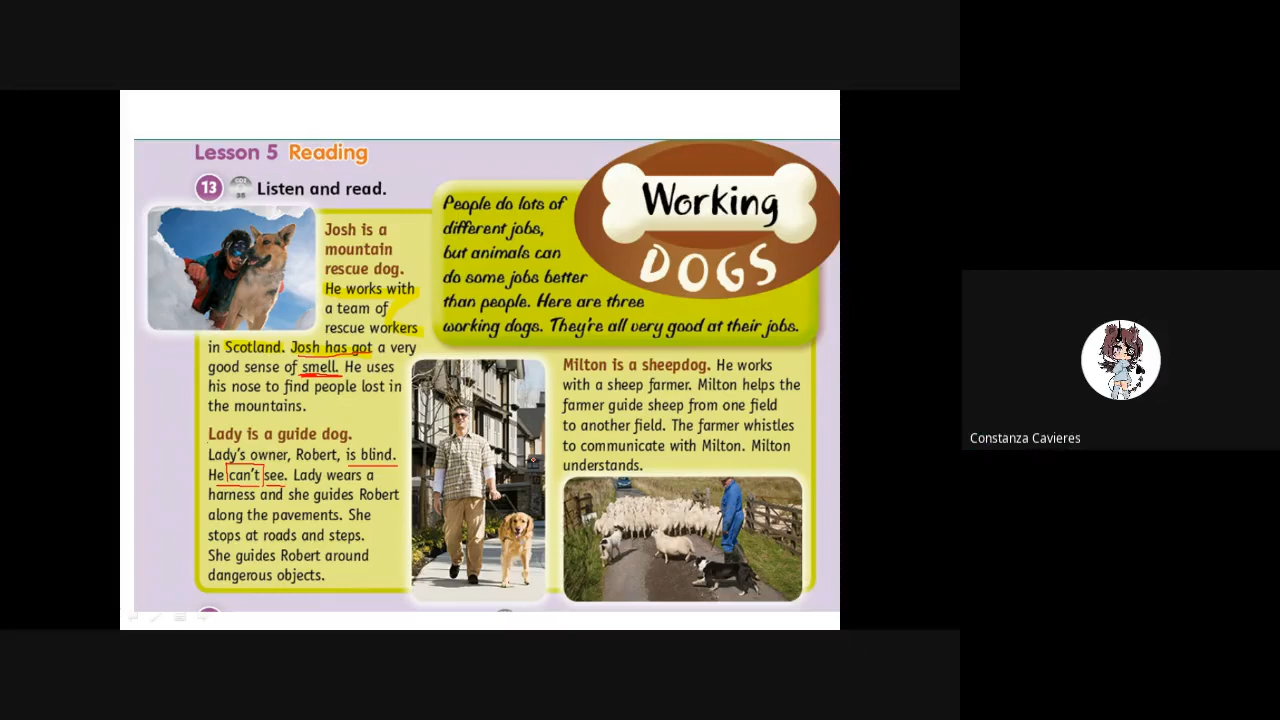 Lesson 5 Reading
13 Listen and read.
Working
DOGS
People do lots of
different jobs,
but animals can
do some jobs better
than people. Here are three
working dogs. They're all very good at their jobs.
Josh is a
mountain
rescue dog.
He works with
a team of
rescue workers
in Scotland. Josh has got a very
good sense of smell. He uses
his nose to find people lost in
the mountains.
Lady is a guide dog.
Lady's owner, Robert, is blind.
He can't see. Lady wears a
harness and she guides Robert
along the pavements. She
stops at roads and steps.
She guides Robert around
dangerous objects.
Milton is a sheepdog. He works
with a sheep farmer. Milton helps the
farmer guide sheep from one field
to another field. The farmer whistles
to communicate with Milton. Milton
understands.
Constanza Cavieres